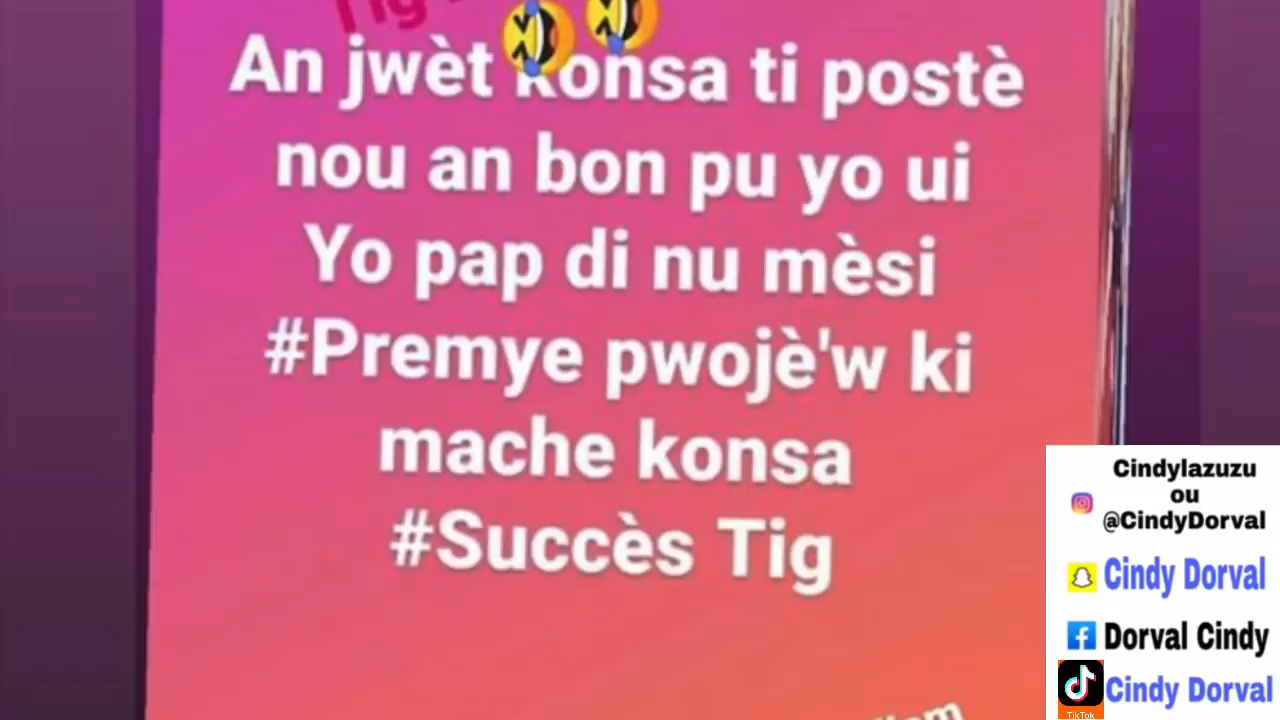 Tig
An jwèt konsa ti postè
nou an bon pu yo ui
Yo pap di nu mèsi
#Premye pwojè'w ki
mache konsa
#Succès Tig
Cindylazuzu
ou
@CindyDorval
Cindy Dorval
Dorval Cindy
TikTok
Cindy Dorval